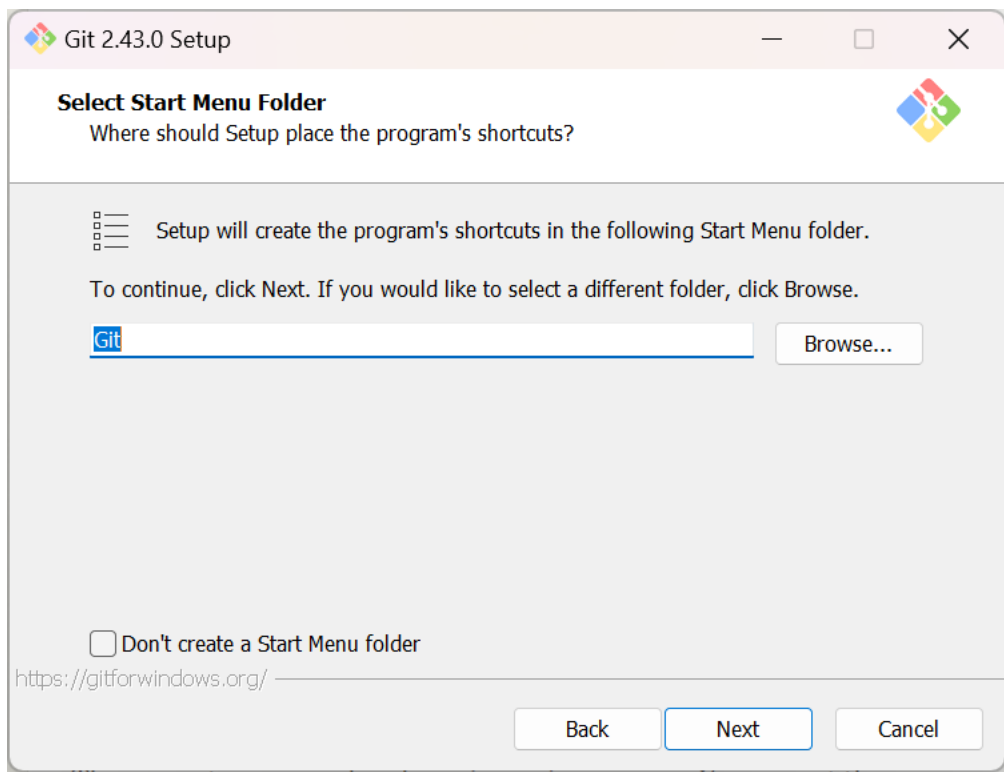 Git 2.43.0 Setup
Select Start Menu Folder
Where should Setup place the program's shortcuts?
Setup will create the program's shortcuts in the following Start Menu folder.
To continue, click Next. If you would like to select a different folder, click Browse.
Git
Browse...
Don't create a Start Menu folder
https://gitforwindows.org/
Back
Next
Cancel